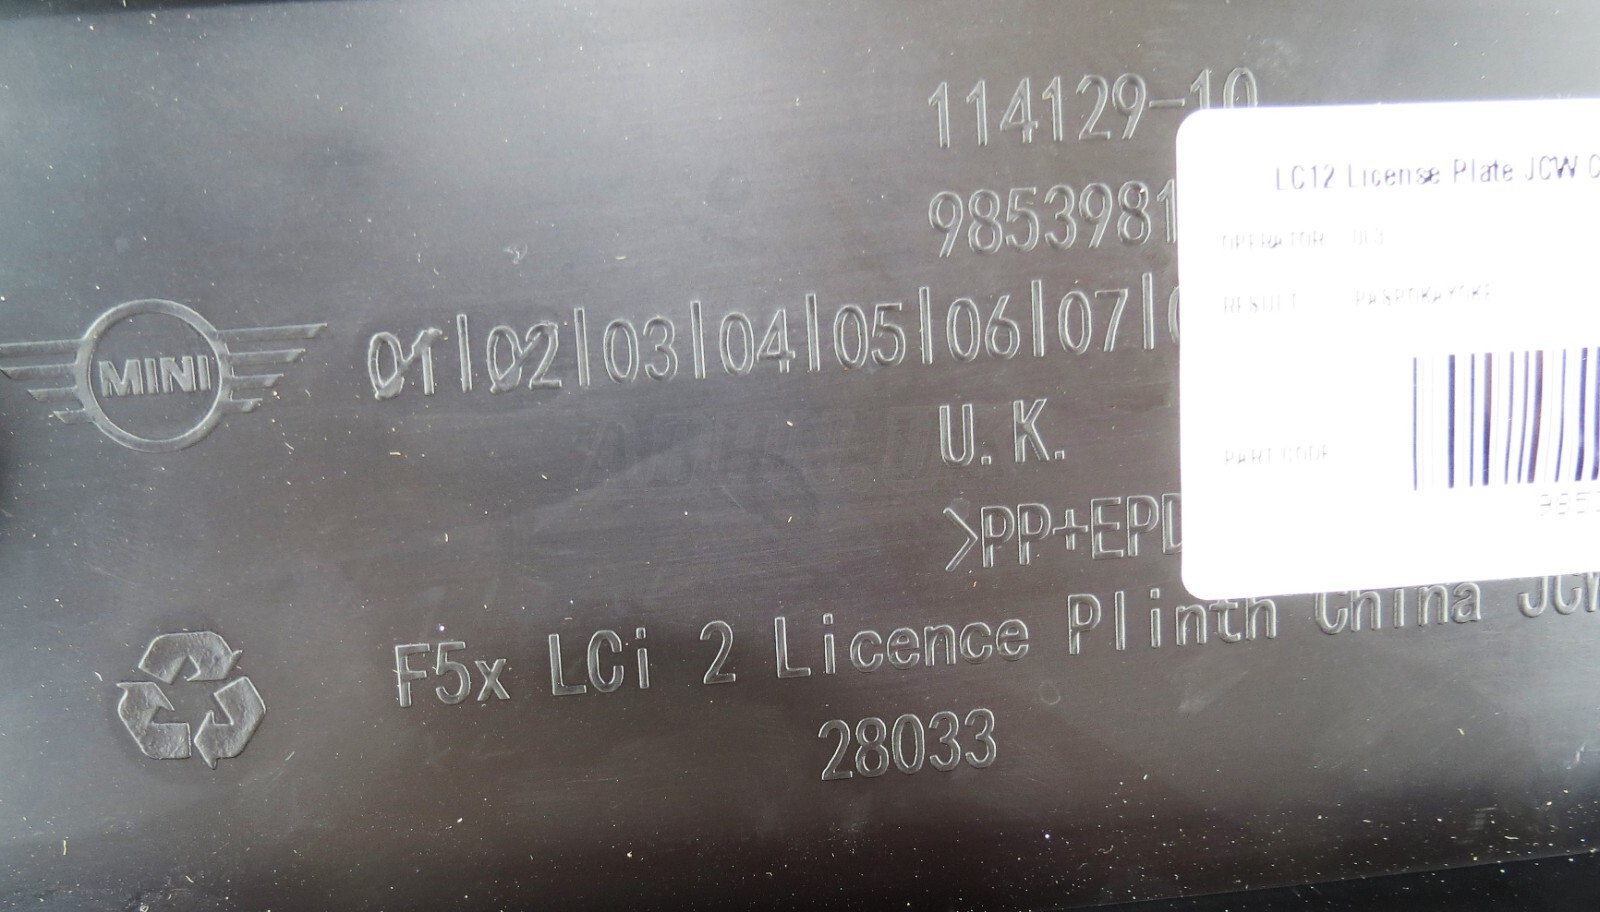 114129-10
9853981
MINI
01|02|03|04|05|06|07|
U.K.
>PP+EPD
F5x LCi 2 Licence Plinth China JCW
28033
LC12 License Plate JCW C
OPERATOR
RESULT
PART CODE